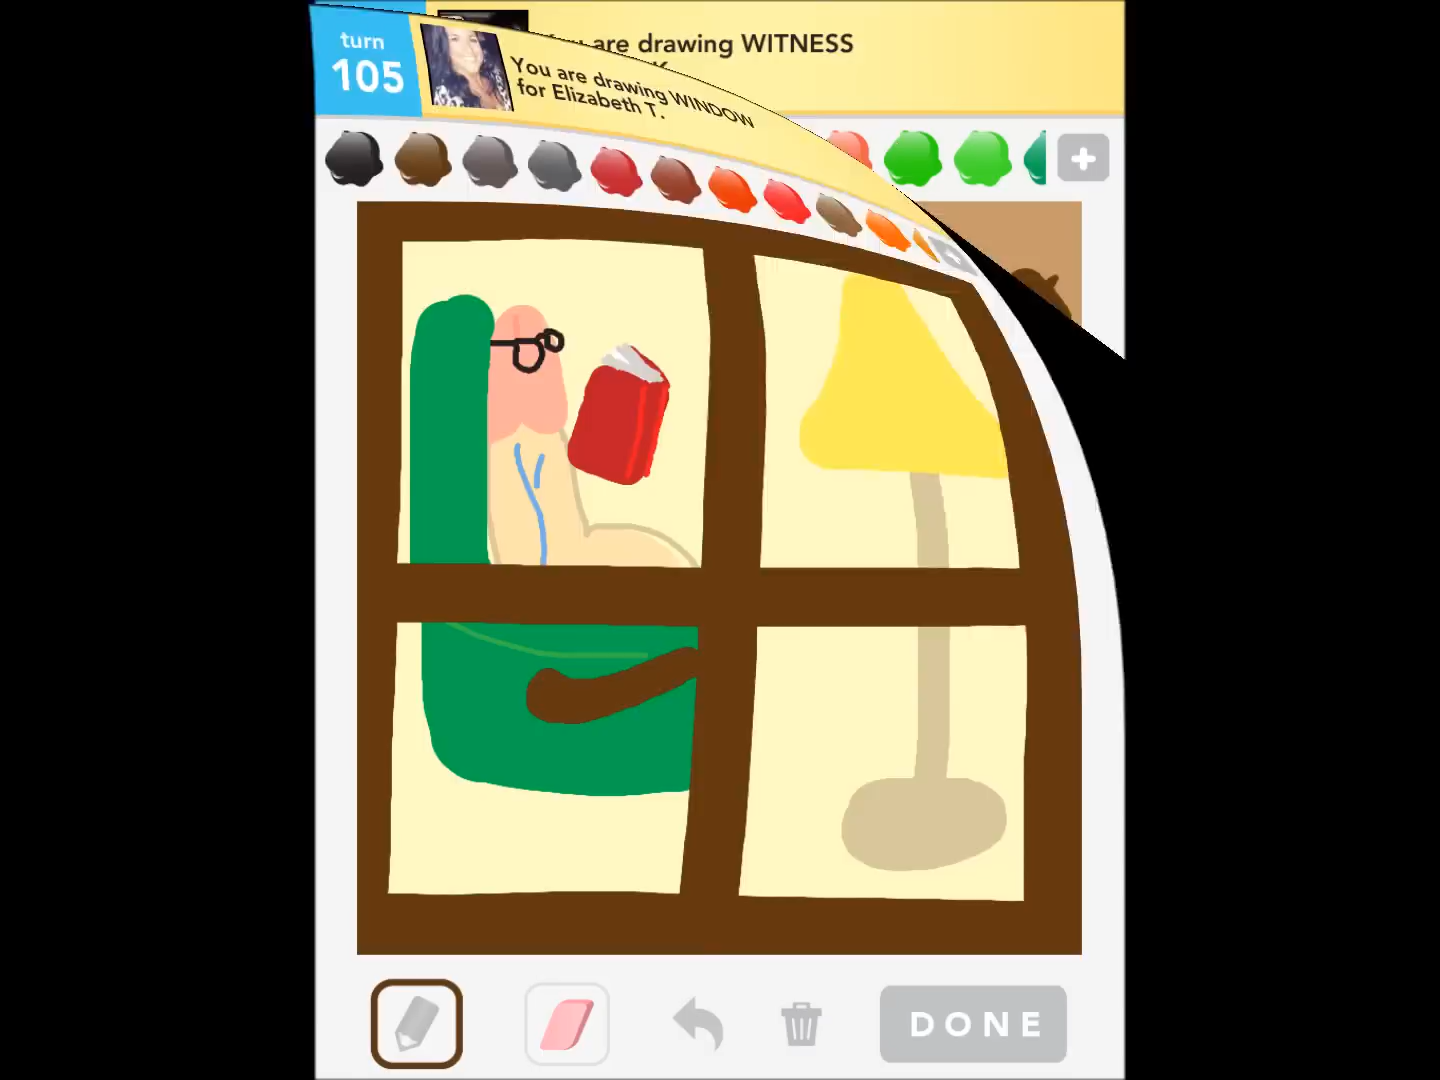 turn
105
You are drawing WINDOW
for Elizabeth T.
are drawing WITNESS
DONE